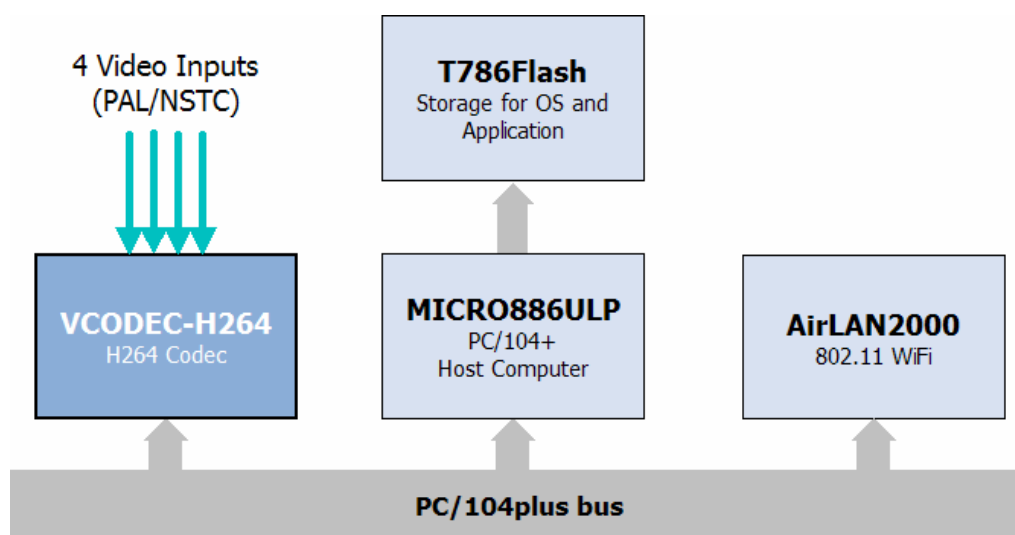 4 Video Inputs
(PAL/NSTC)
T786Flash
Storage for OS and
Application
VCODEC-H264
H264 Codec
MICRO886ULP
PC/104+
Host Computer
AirLAN2000
802.11 WiFi
PC/104plus bus